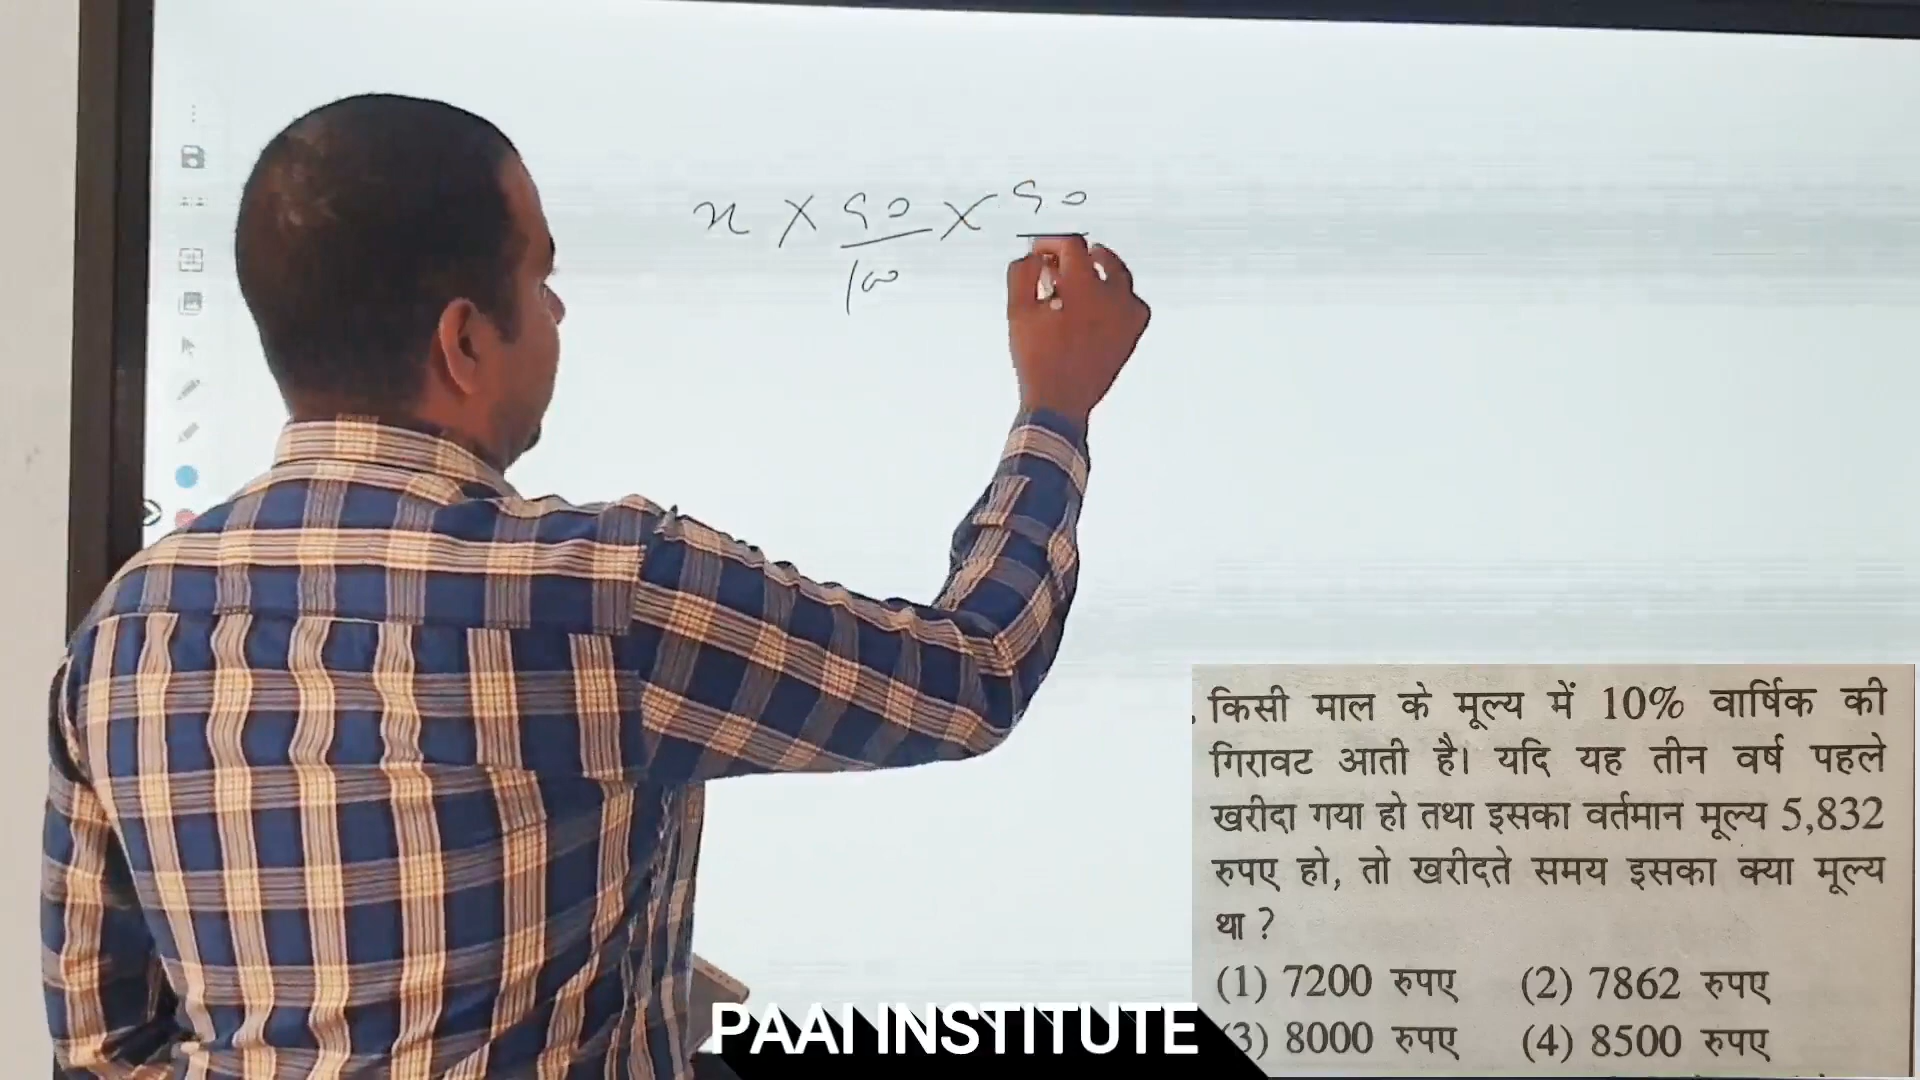 x × 90/100 × 90
किसी माल के मूल्य में 10% वार्षिक की
गिरावट आती है। यदि यह तीन वर्ष पहले
खरीदा गया हो तथा इसका वर्तमान मूल्य 5,832
रुपए हो, तो खरीदते समय इसका क्या मूल्य
था ?
(1) 7200 रुपए (2) 7862 रुपए
(3) 8000 रुपए (4) 8500 रुपए
PAAI INSTITUTE